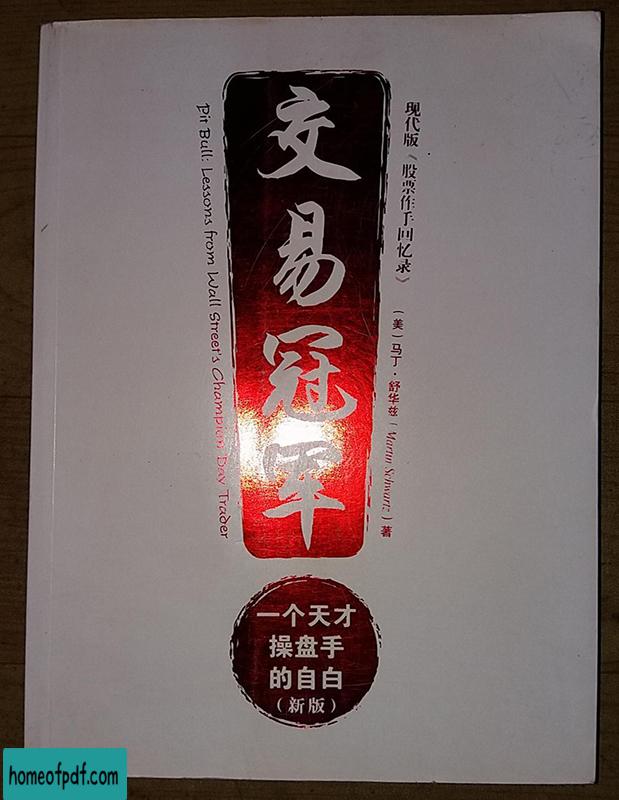 现代版《股票作手回忆录》
(美)马丁·舒华兹(Martin Schwartz)著
交易冠军
Pit Bull: Lessons from Wall Street's Champion Day Trader
一个天才
操盘手
的自白
(新版)
homeofpdf.com